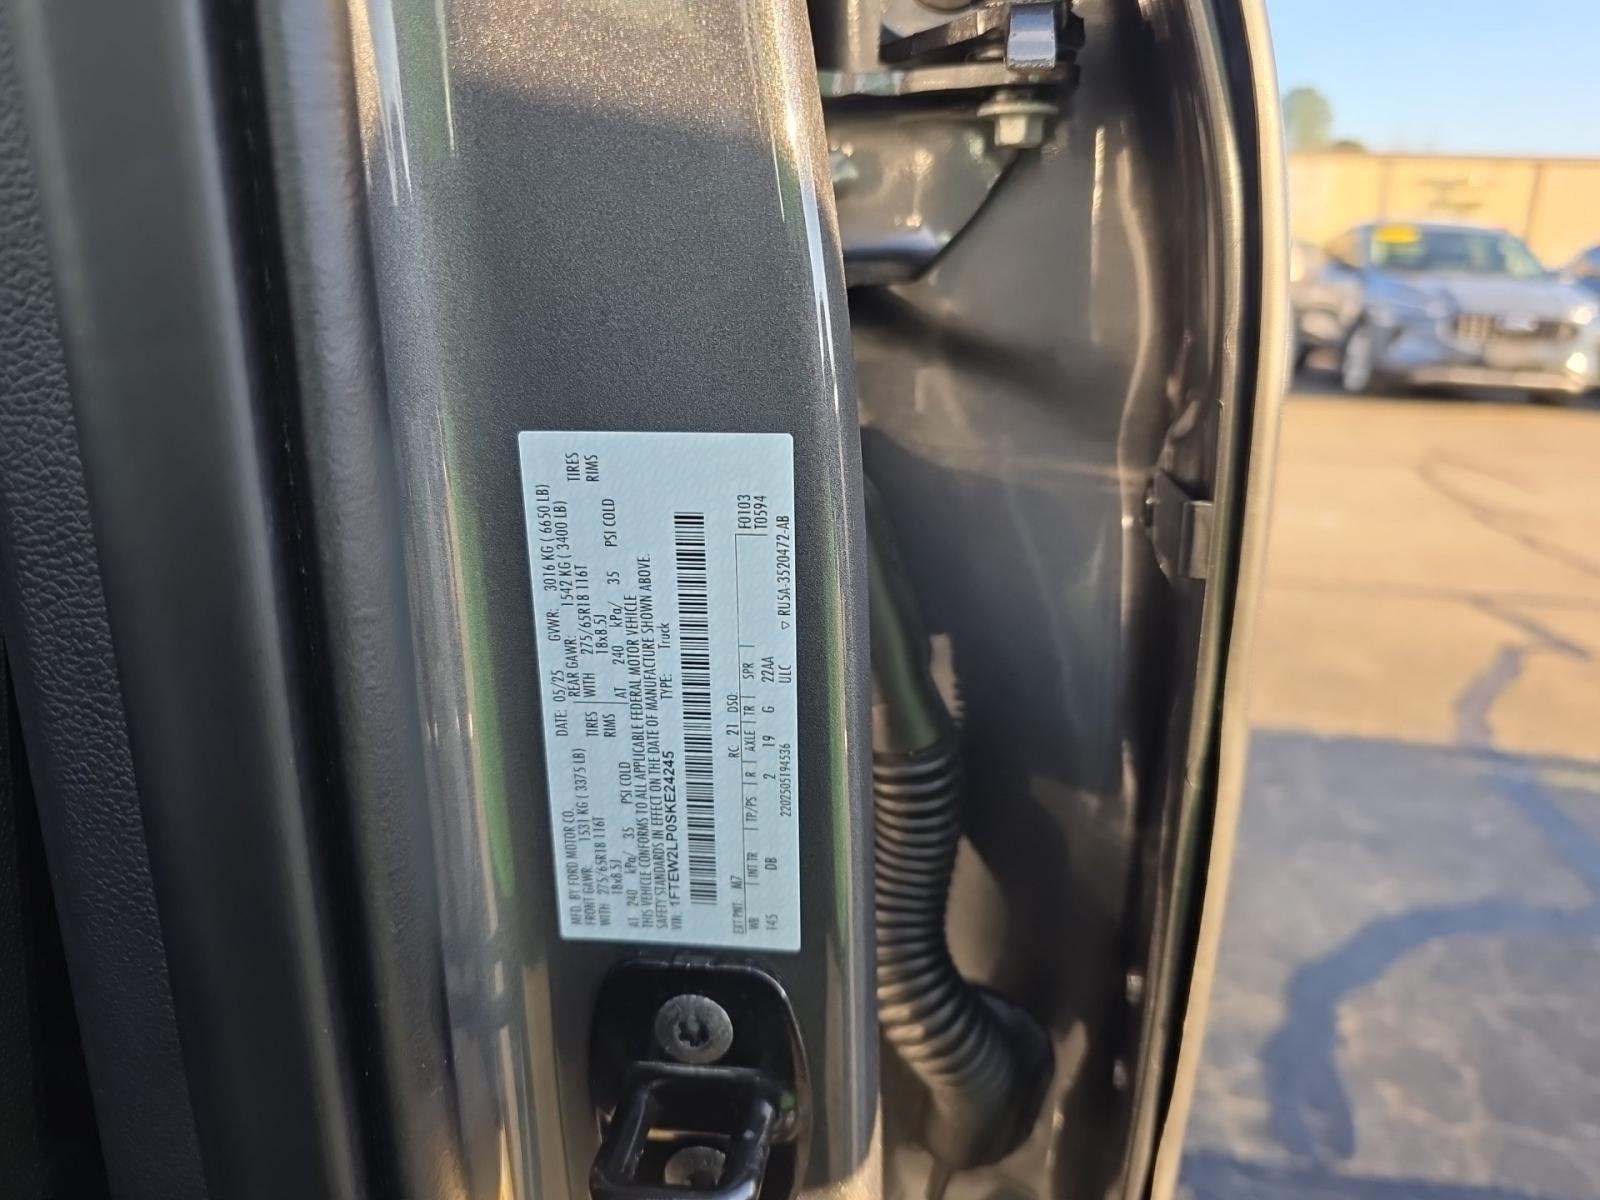 MFD. BY FORD MOTOR CO. DATE: 05/25 GVWR: 3016 KG ( 6650 LB)
FRONT GAWR: 1531 KG ( 3375 LB) REAR GAWR: 1542 KG ( 3400 LB)
WITH 275/65R18 116T TIRES WITH 275/65R18 116T TIRES
18x8.5J RIMS 18x8.5J RIMS
AT 240 kPa/ 35 PSI COLD AT 240 kPa/ 35 PSI COLD
THIS VEHICLE CONFORMS TO ALL APPLICABLE FEDERAL MOTOR VEHICLE
SAFETY STANDARDS IN EFFECT ON THE DATE OF MANUFACTURE SHOWN ABOVE.
VIN: 1FTEW2LP0SKE24245 TYPE: Truck
EXT PNT: M7 RC: 21 DSO: F0103
WB INT TR TP/PS R AXLE TR SPR T0594
145 DB 2 19 G 22AA
2202505194536 ULC ▽ RU5A-3520472-AB